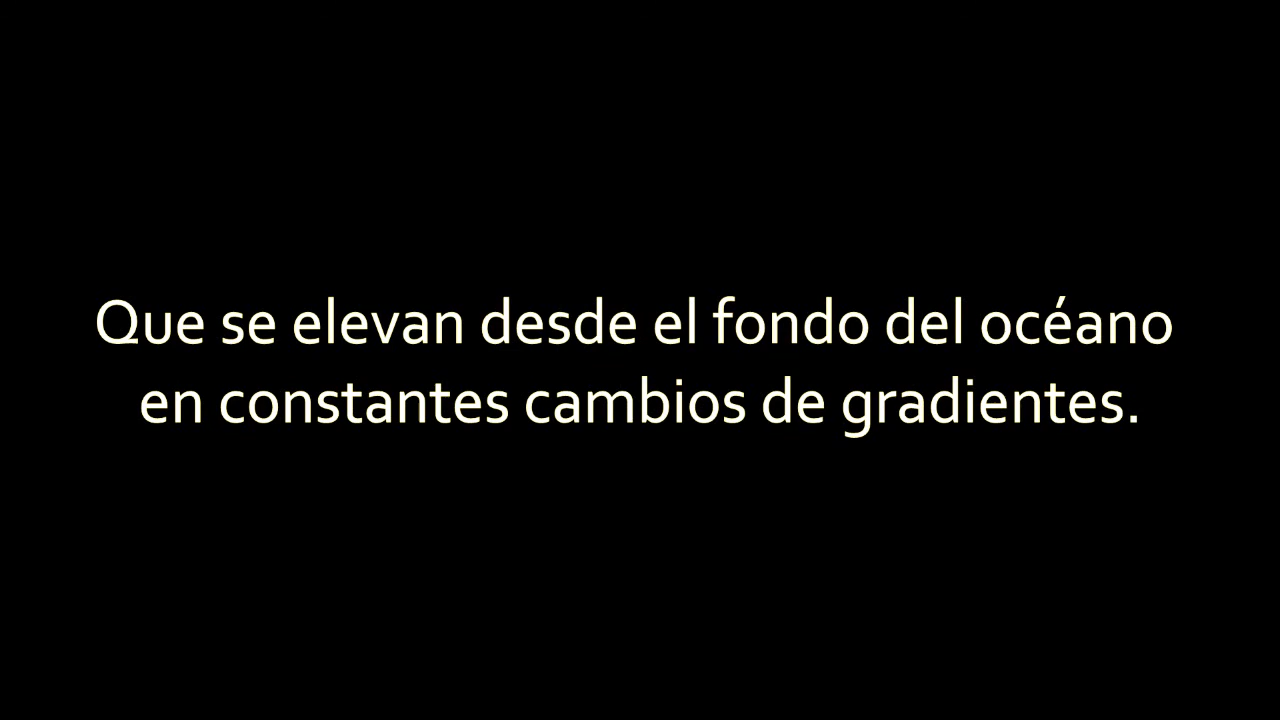 Que se elevan desde el fondo del océano
en constantes cambios de gradientes.